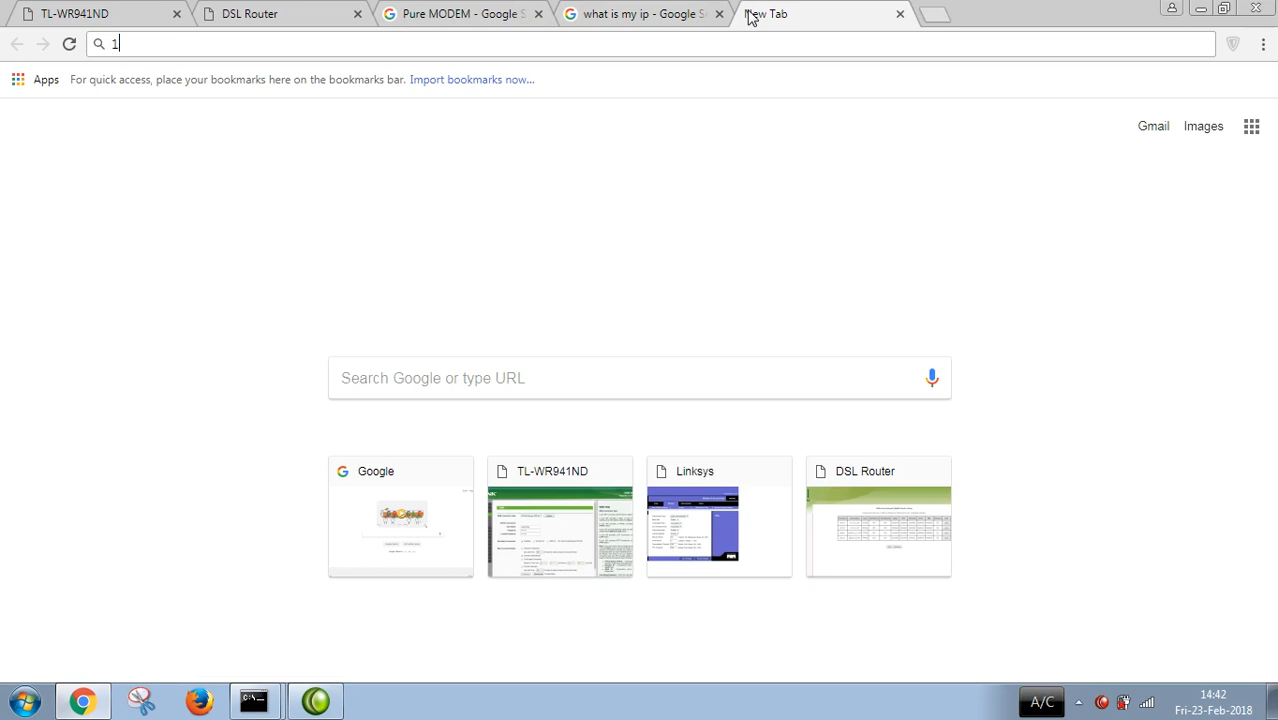 TL-WR941ND
DSL Router
Pure MODEM - Google S
what is my ip - Google S
New Tab
1
Apps
For quick access, place your bookmarks here on the bookmarks bar. Import bookmarks now...
Gmail
Images
Search Google or type URL
Google
TL-WR941ND
Linksys
DSL Router
A/C
14:42
Fri-23-Feb-2018